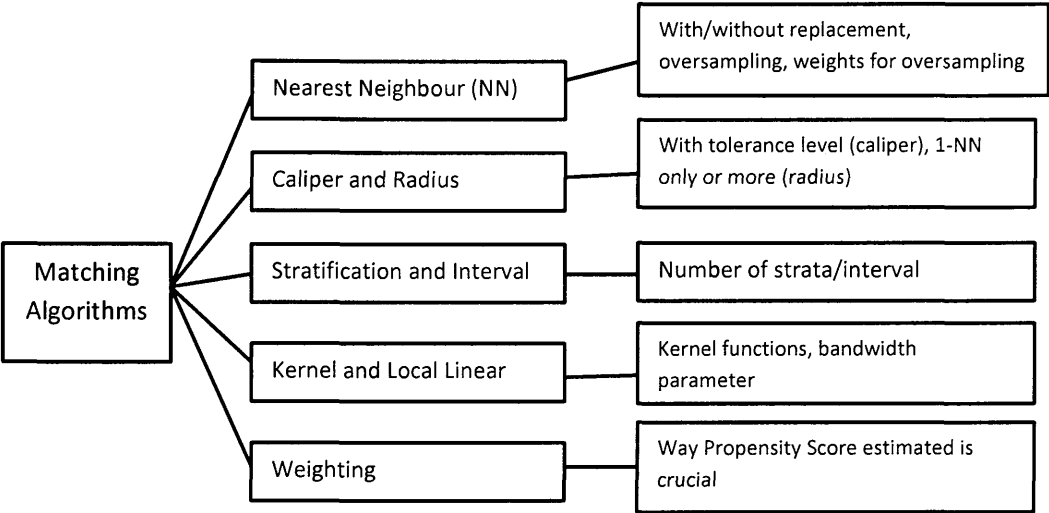 Matching
Algorithms
Nearest Neighbour (NN)
With/without replacement,
oversampling, weights for oversampling
Caliper and Radius
With tolerance level (caliper), 1-NN
only or more (radius)
Stratification and Interval
Number of strata/interval
Kernel and Local Linear
Kernel functions, bandwidth
parameter
Weighting
Way Propensity Score estimated is
crucial